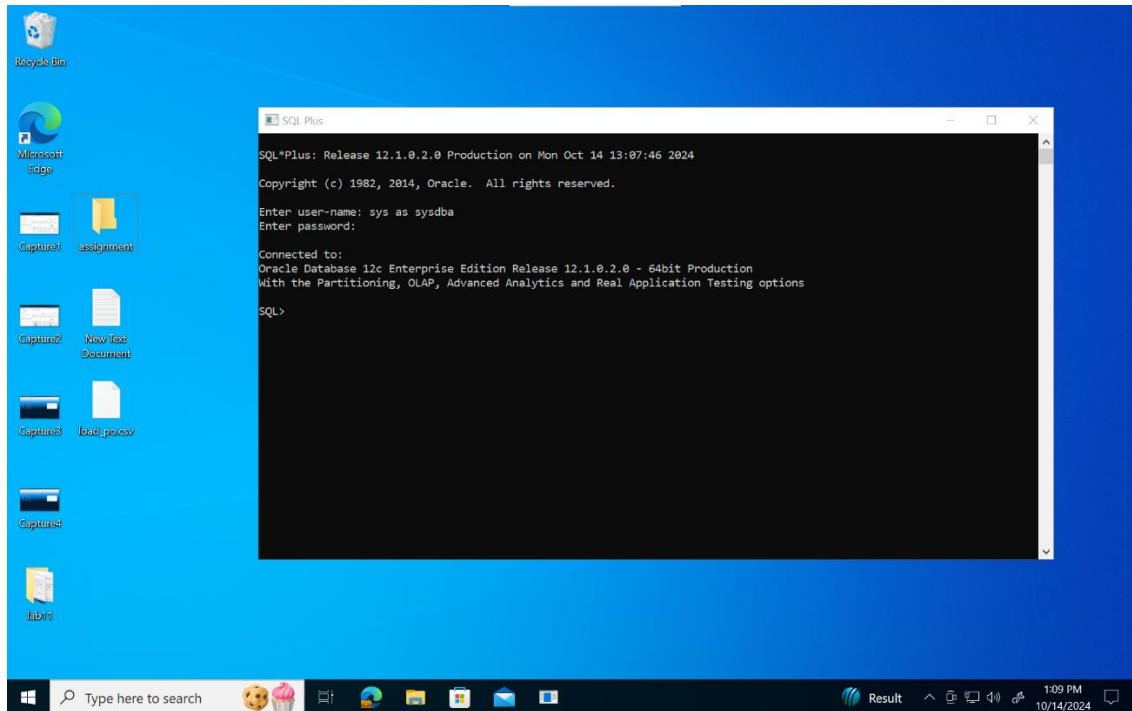 Recycle Bin
Microsoft
Edge
Capture1
assignment
Capture2
New Text
Document
Capture3
load_po.csv
Capture4
lab11
SQL Plus
SQL*Plus: Release 12.1.0.2.0 Production on Mon Oct 14 13:07:46 2024
Copyright (c) 1982, 2014, Oracle.  All rights reserved.
Enter user-name: sys as sysdba
Enter password:
Connected to:
Oracle Database 12c Enterprise Edition Release 12.1.0.2.0 - 64bit Production
With the Partitioning, OLAP, Advanced Analytics and Real Application Testing options
SQL>
Type here to search
Result
1:09 PM
10/14/2024